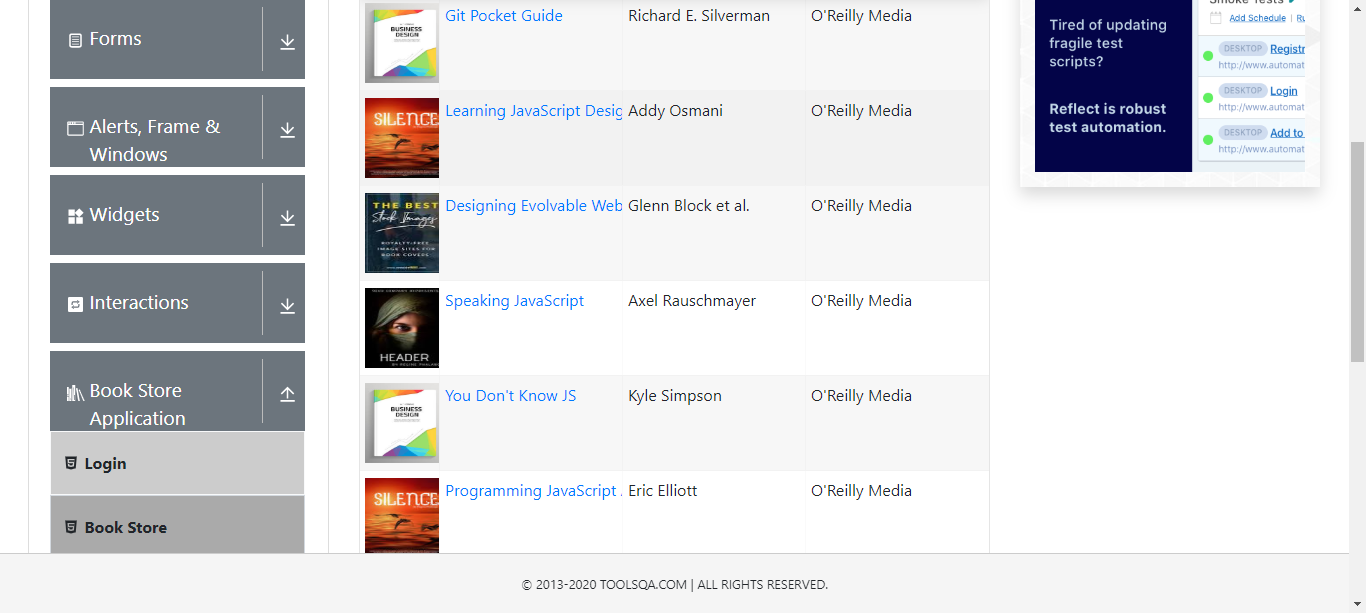 Forms
Alerts, Frame &
Windows
Widgets
Interactions
Book Store
Application
Login
Book Store
BUSINESS
DESIGN
Git Pocket Guide
Richard E. Silverman
O'Reilly Media
SILENCE
Learning JavaScript Desig
Addy Osmani
O'Reilly Media
THE BEST
Stock Images
ROYALTY-FREE
IMAGE SITES FOR
BOOK COVERS
Designing Evolvable Web
Glenn Block et al.
O'Reilly Media
HEADER
Speaking JavaScript
Axel Rauschmayer
O'Reilly Media
BUSINESS
DESIGN
You Don't Know JS
Kyle Simpson
O'Reilly Media
SILENCE
Programming JavaScript
Eric Elliott
O'Reilly Media
Tired of updating
fragile test
scripts?
Reflect is robust
test automation.
Smoke Tests
Add Schedule | Ru
DESKTOP Registr
http://www.automat
DESKTOP Login
http://www.automat
DESKTOP Add to
http://www.automat
© 2013-2020 TOOLSQA.COM | ALL RIGHTS RESERVED.